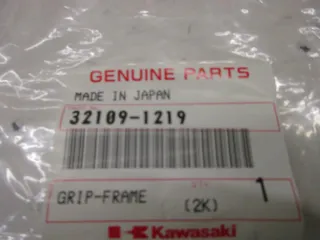 GENUINE PARTS
MADE IN JAPAN
32109-1219
GRIP-FRAME
1
(2K)
Kawasaki